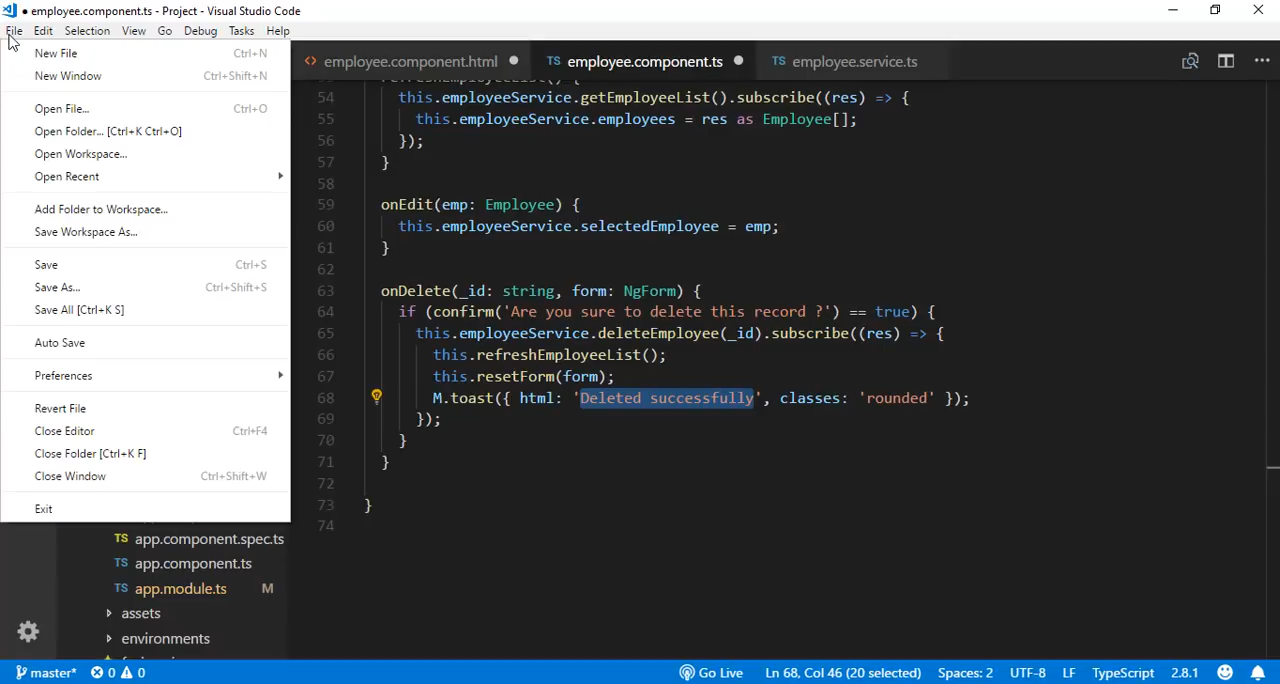 ● employee.component.ts - Project - Visual Studio Code
File Edit Selection View Go Debug Tasks Help
New File Ctrl+N
New Window Ctrl+Shift+N
Open File... Ctrl+O
Open Folder... [Ctrl+K Ctrl+O]
Open Workspace...
Open Recent
Add Folder to Workspace...
Save Workspace As...
Save Ctrl+S
Save As... Ctrl+Shift+S
Save All [Ctrl+K S]
Auto Save
Preferences
Revert File
Close Editor Ctrl+F4
Close Folder [Ctrl+K F]
Close Window Ctrl+Shift+W
Exit
TS app.component.spec.ts
TS app.component.ts
TS app.module.ts M
assets
environments
<> employee.component.html ● TS employee.component.ts ● TS employee.service.ts
54 this.employeeService.getEmployeeList().subscribe((res) => {
55 this.employeeService.employees = res as Employee[];
56 });
57 }
58
59 onEdit(emp: Employee) {
60 this.employeeService.selectedEmployee = emp;
61 }
62
63 onDelete(_id: string, form: NgForm) {
64 if (confirm('Are you sure to delete this record ?') == true) {
65 this.employeeService.deleteEmployee(_id).subscribe((res) => {
66 this.refreshEmployeeList();
67 this.resetForm(form);
68 M.toast({ html: 'Deleted successfully', classes: 'rounded' });
69 });
70 }
71 }
72
73 }
74
master* 0 0 Go Live Ln 68, Col 46 (20 selected) Spaces: 2 UTF-8 LF TypeScript 2.8.1